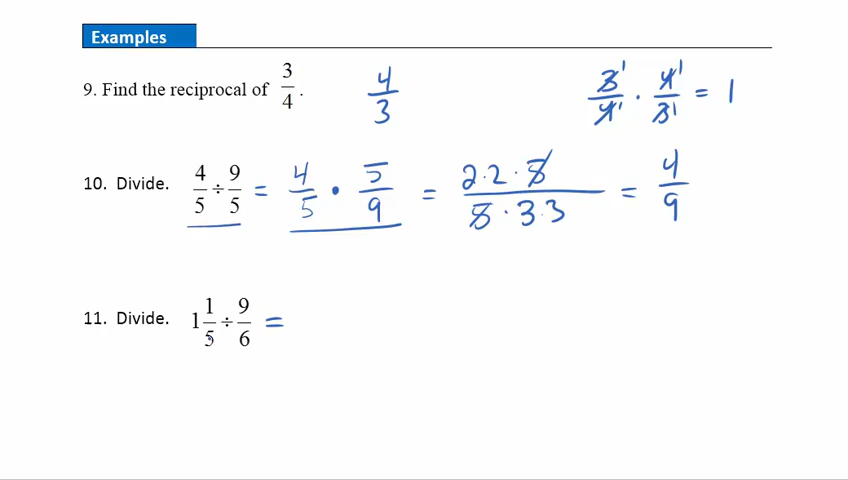 Examples
9. Find the reciprocal of 3/4. 4/3 3/4 · 4/3 = 1
10. Divide. 4/5 ÷ 9/5 = 4/5 · 5/9 = 2·2·5/5·3·3 = 4/9
11. Divide. 1 1/5 ÷ 9/6 =